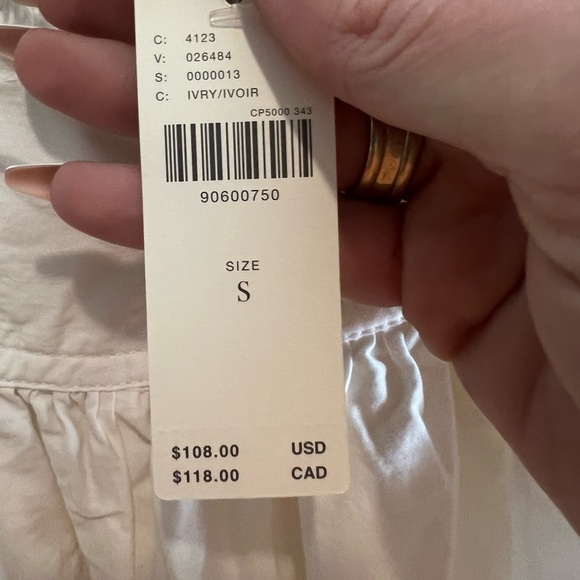 C: 4123
V: 026484
S: 0000013
C: IVRY/IVOIR
CP5000 343
90600750
SIZE
S
$108.00 USD
$118.00 CAD